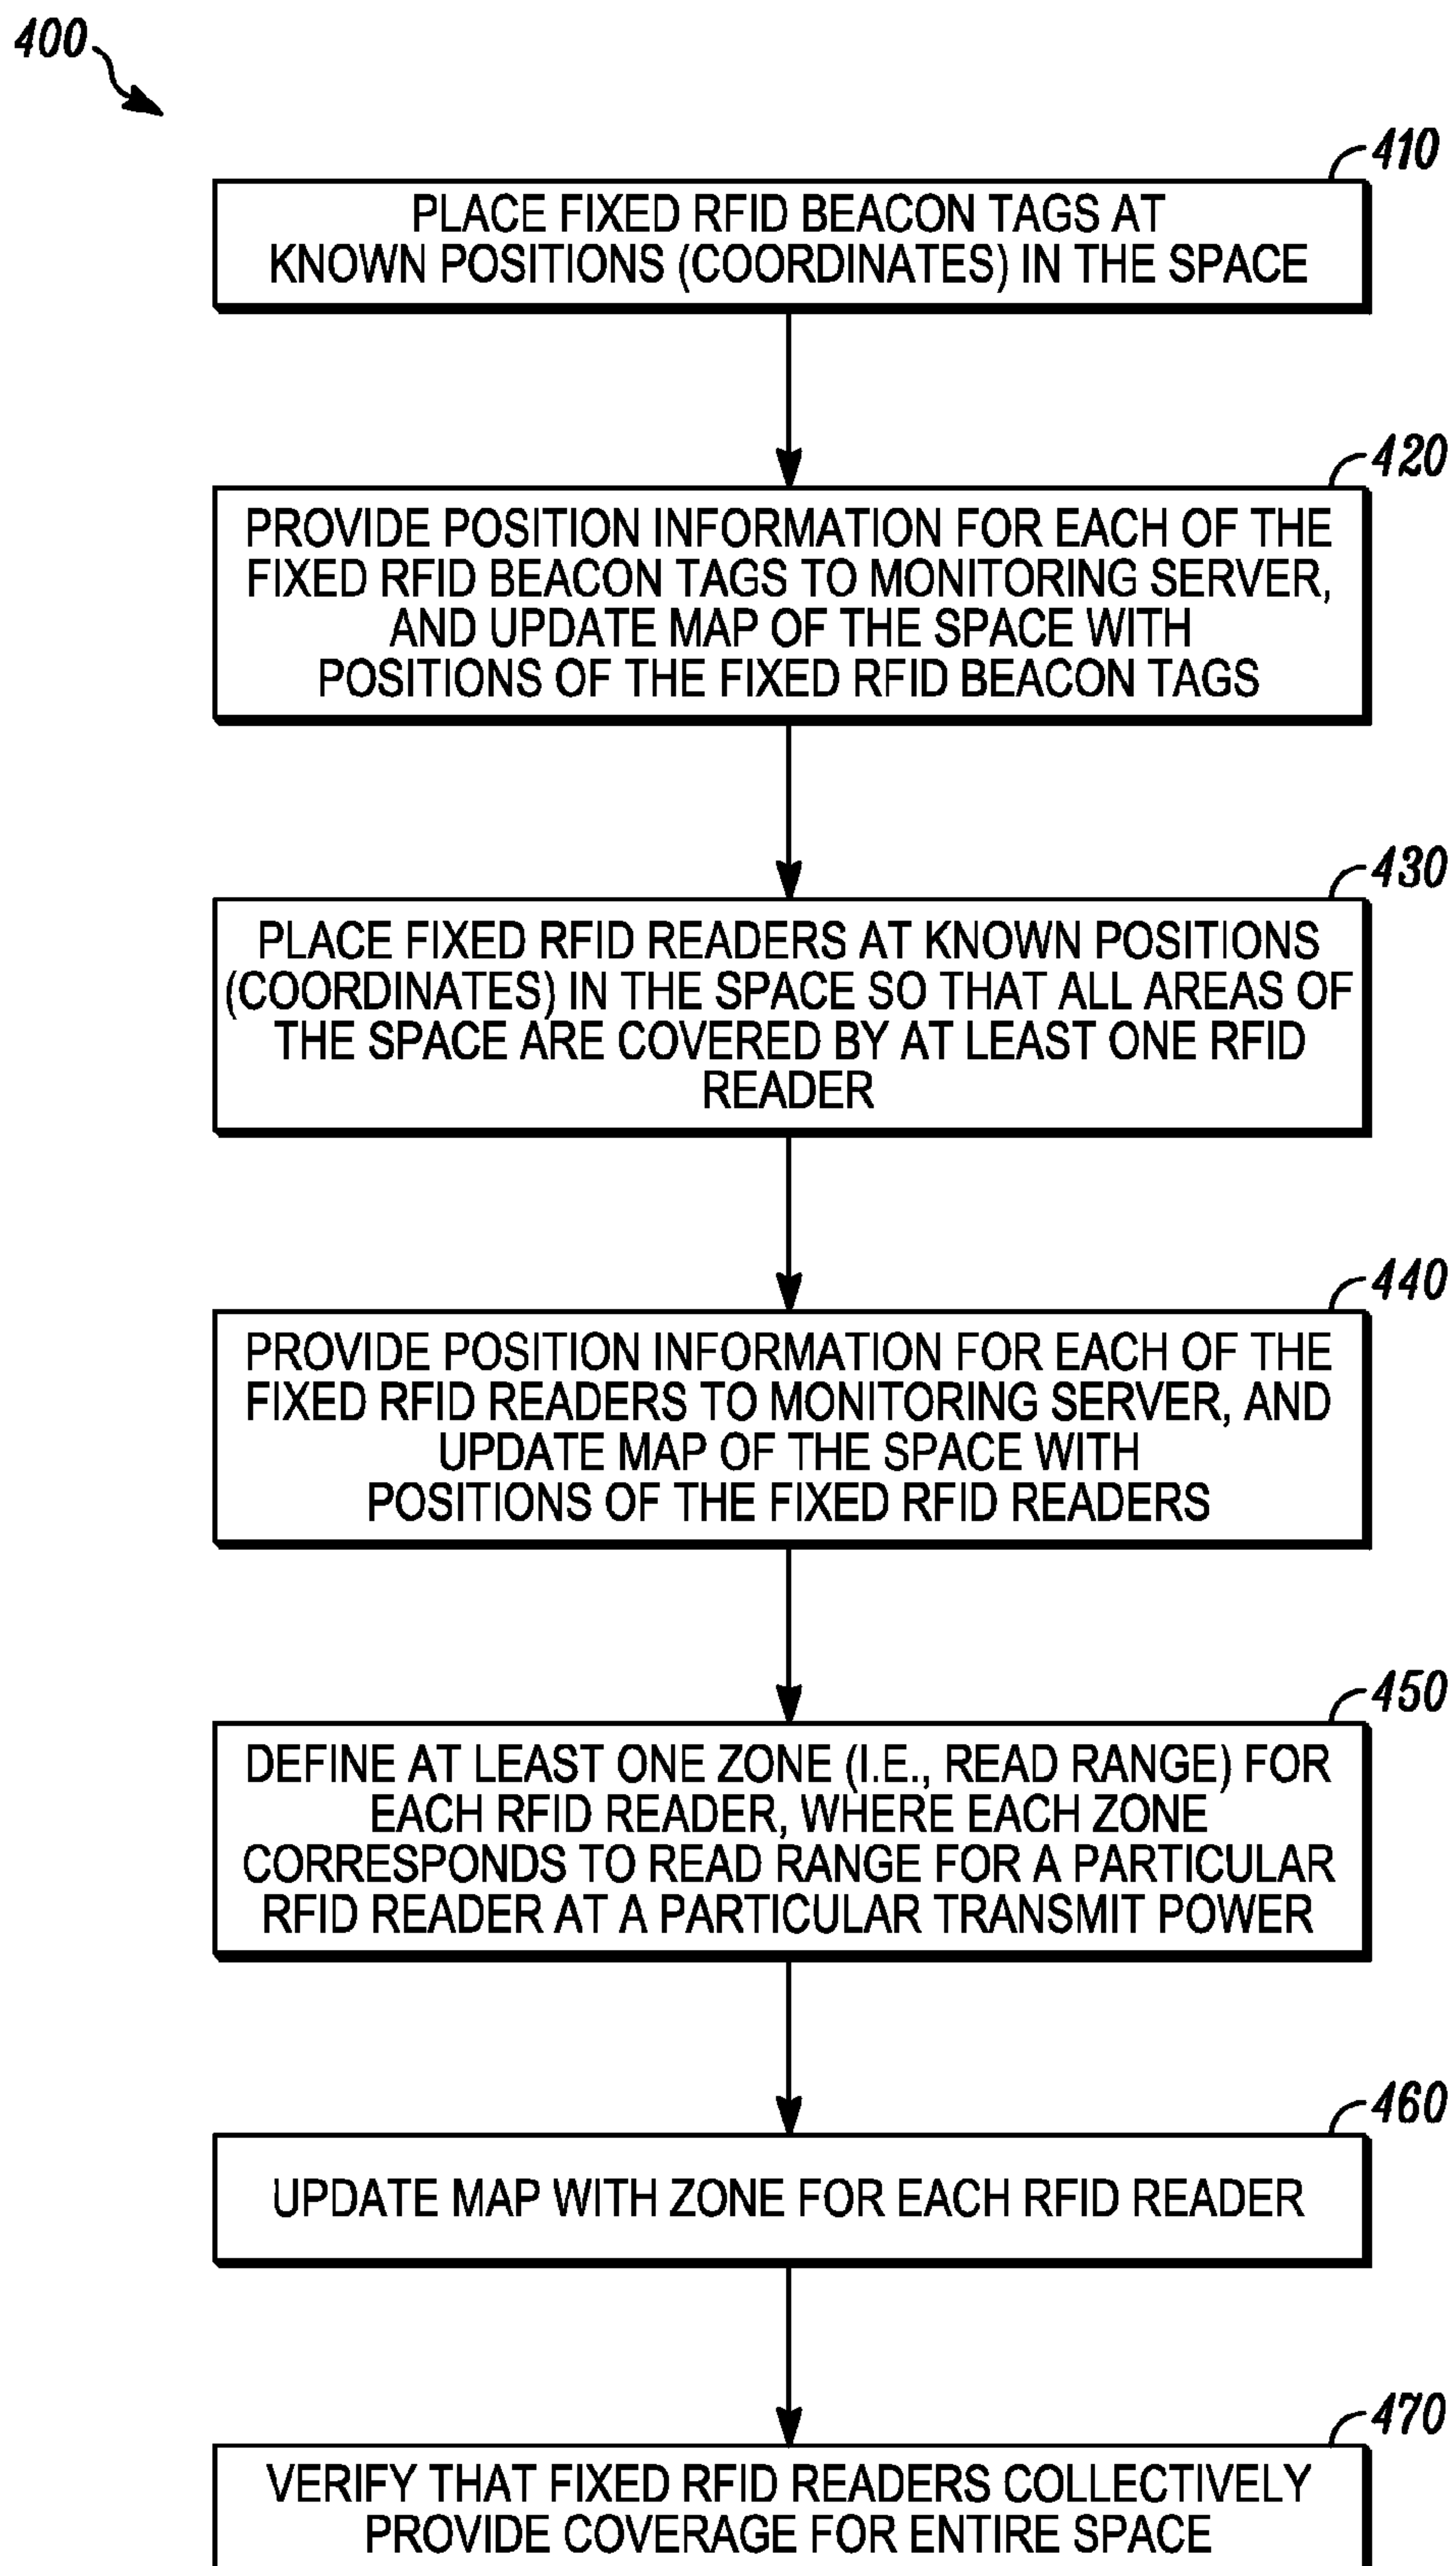 400
410
PLACE FIXED RFID BEACON TAGS AT
KNOWN POSITIONS (COORDINATES) IN THE SPACE
420
PROVIDE POSITION INFORMATION FOR EACH OF THE
FIXED RFID BEACON TAGS TO MONITORING SERVER,
AND UPDATE MAP OF THE SPACE WITH
POSITIONS OF THE FIXED RFID BEACON TAGS
430
PLACE FIXED RFID READERS AT KNOWN POSITIONS
(COORDINATES) IN THE SPACE SO THAT ALL AREAS OF
THE SPACE ARE COVERED BY AT LEAST ONE RFID
READER
440
PROVIDE POSITION INFORMATION FOR EACH OF THE
FIXED RFID READERS TO MONITORING SERVER, AND
UPDATE MAP OF THE SPACE WITH
POSITIONS OF THE FIXED RFID READERS
450
DEFINE AT LEAST ONE ZONE (I.E., READ RANGE) FOR
EACH RFID READER, WHERE EACH ZONE
CORRESPONDS TO READ RANGE FOR A PARTICULAR
RFID READER AT A PARTICULAR TRANSMIT POWER
460
UPDATE MAP WITH ZONE FOR EACH RFID READER
470
VERIFY THAT FIXED RFID READERS COLLECTIVELY
PROVIDE COVERAGE FOR ENTIRE SPACE